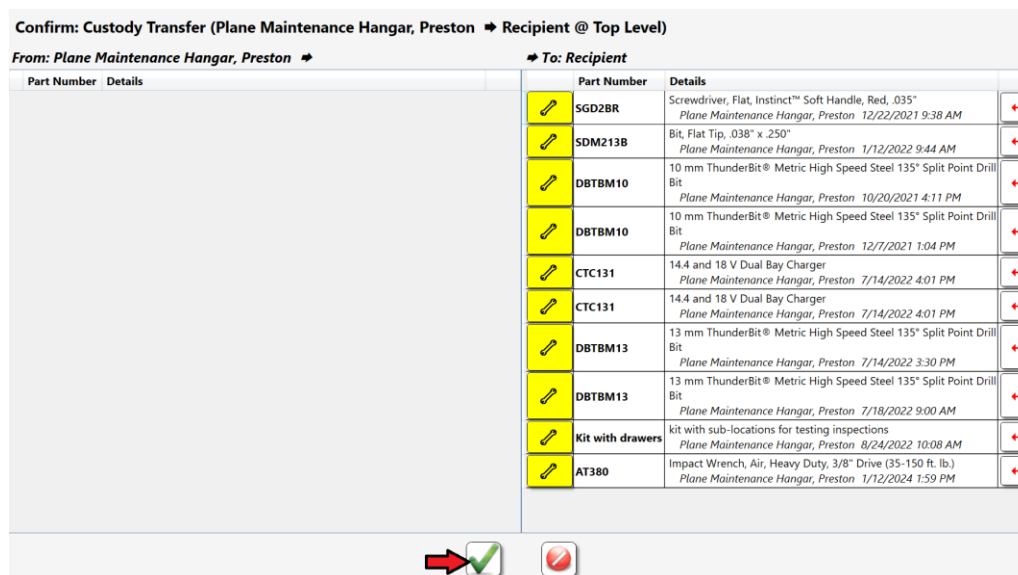 Confirm: Custody Transfer (Plane Maintenance Hangar, Preston ➡ Recipient @ Top Level)
From: Plane Maintenance Hangar, Preston ➡
➡ To: Recipient
Part Number Details
Part Number Details
SGD2BR
Screwdriver, Flat, Instinct™ Soft Handle, Red, .035"
Plane Maintenance Hangar, Preston 12/22/2021 9:38 AM
SDM213B
Bit, Flat Tip, .038" x .250"
Plane Maintenance Hangar, Preston 1/12/2022 9:44 AM
DBTBM10
10 mm ThunderBit® Metric High Speed Steel 135° Split Point Drill
Bit
Plane Maintenance Hangar, Preston 10/20/2021 4:11 PM
DBTBM10
10 mm ThunderBit® Metric High Speed Steel 135° Split Point Drill
Bit
Plane Maintenance Hangar, Preston 12/7/2021 1:04 PM
CTC131
14.4 and 18 V Dual Bay Charger
Plane Maintenance Hangar, Preston 7/14/2022 4:01 PM
CTC131
14.4 and 18 V Dual Bay Charger
Plane Maintenance Hangar, Preston 7/14/2022 4:01 PM
DBTBM13
13 mm ThunderBit® Metric High Speed Steel 135° Split Point Drill
Bit
Plane Maintenance Hangar, Preston 7/14/2022 3:30 PM
DBTBM13
13 mm ThunderBit® Metric High Speed Steel 135° Split Point Drill
Bit
Plane Maintenance Hangar, Preston 7/18/2022 9:00 AM
Kit with drawers
kit with sub-locations for testing inspections
Plane Maintenance Hangar, Preston 8/24/2022 10:08 AM
AT380
Impact Wrench, Air, Heavy Duty, 3/8" Drive (35-150 ft. lb.)
Plane Maintenance Hangar, Preston 1/12/2024 1:59 PM